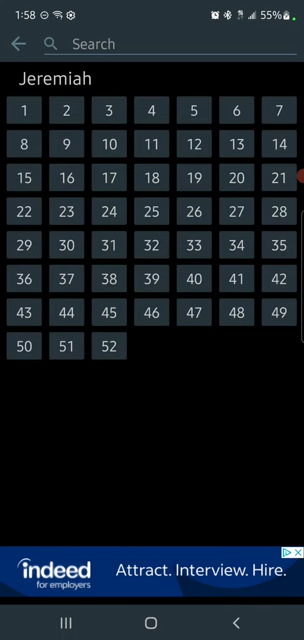 1:58 55%
Search
Jeremiah
1 2 3 4 5 6 7
8 9 10 11 12 13 14
15 16 17 18 19 20 21
22 23 24 25 26 27 28
29 30 31 32 33 34 35
36 37 38 39 40 41 42
43 44 45 46 47 48 49
50 51 52
indeed Attract. Interview. Hire.
for employers